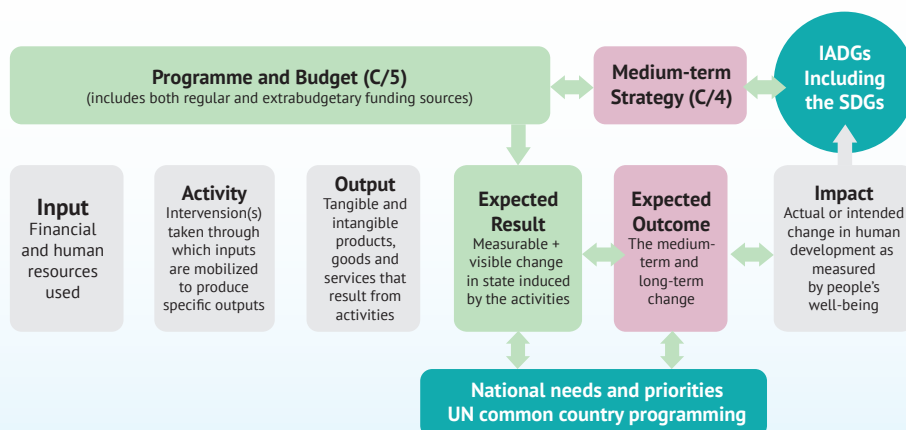 Programme and Budget (C/5)
(includes both regular and extrabudgetary funding sources)
Medium-term
Strategy (C/4)
IADGs
Including
the SDGs
Input
Financial
and human
resources
used
Activity
Intervension(s)
taken through
which inputs
are mobilized
to produce
specific outputs
Output
Tangible and
intangible
products,
goods and
services that
result from
activities
Expected
Result
Measurable +
visible change
in state induced
by the activities
Expected
Outcome
The medium-
term and
long-term
change
Impact
Actual or intended
change in human
development as
measured
by people’s
well-being
National needs and priorities
UN common country programming